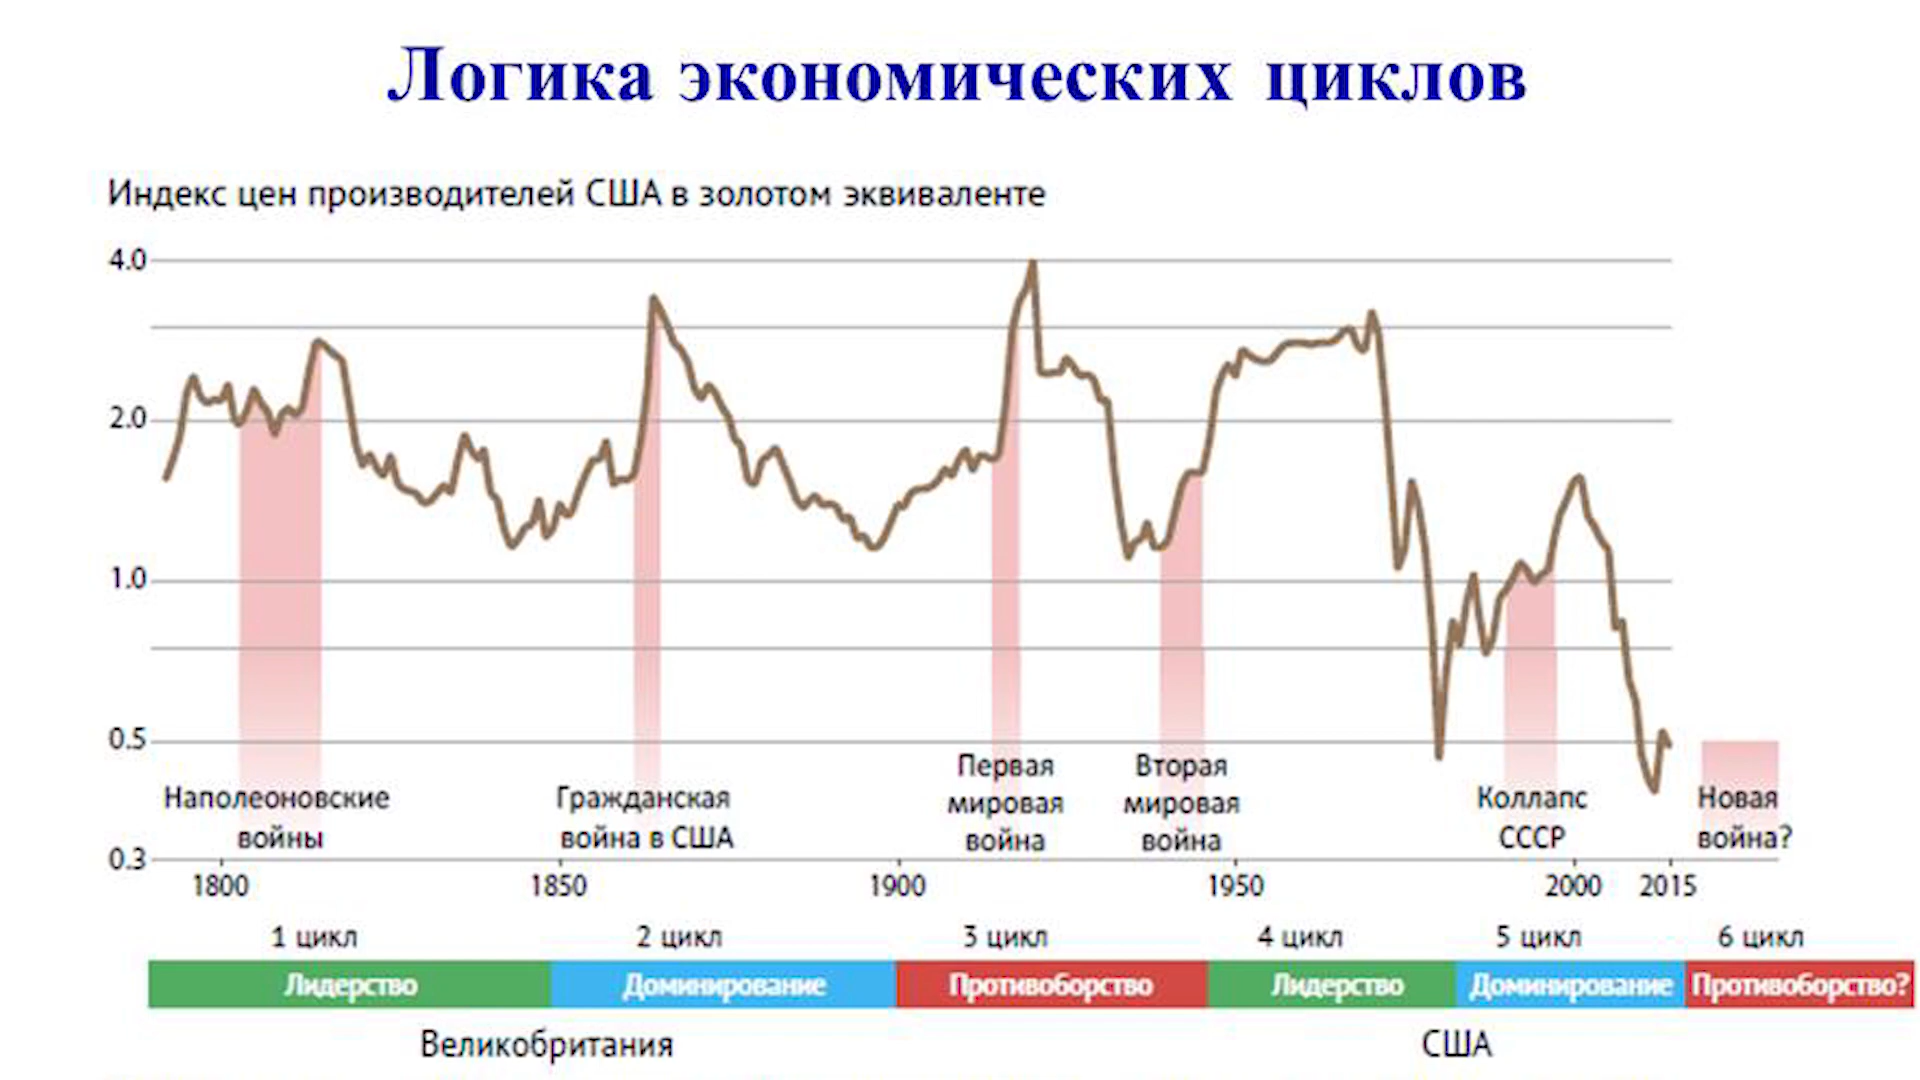 Логика экономических циклов
Индекс цен производителей США в золотом эквиваленте
4.0
2.0
1.0
0.5
0.3
Наполеоновские
войны
Гражданская
война в США
Первая
мировая
война
Вторая
мировая
война
Коллапс
СССР
Новая
война?
1800 1850 1900 1950 2000 2015
1 цикл 2 цикл 3 цикл 4 цикл 5 цикл 6 цикл
Лидерство Доминирование Противоборство Лидерство Доминирование Противоборство?
Великобритания США